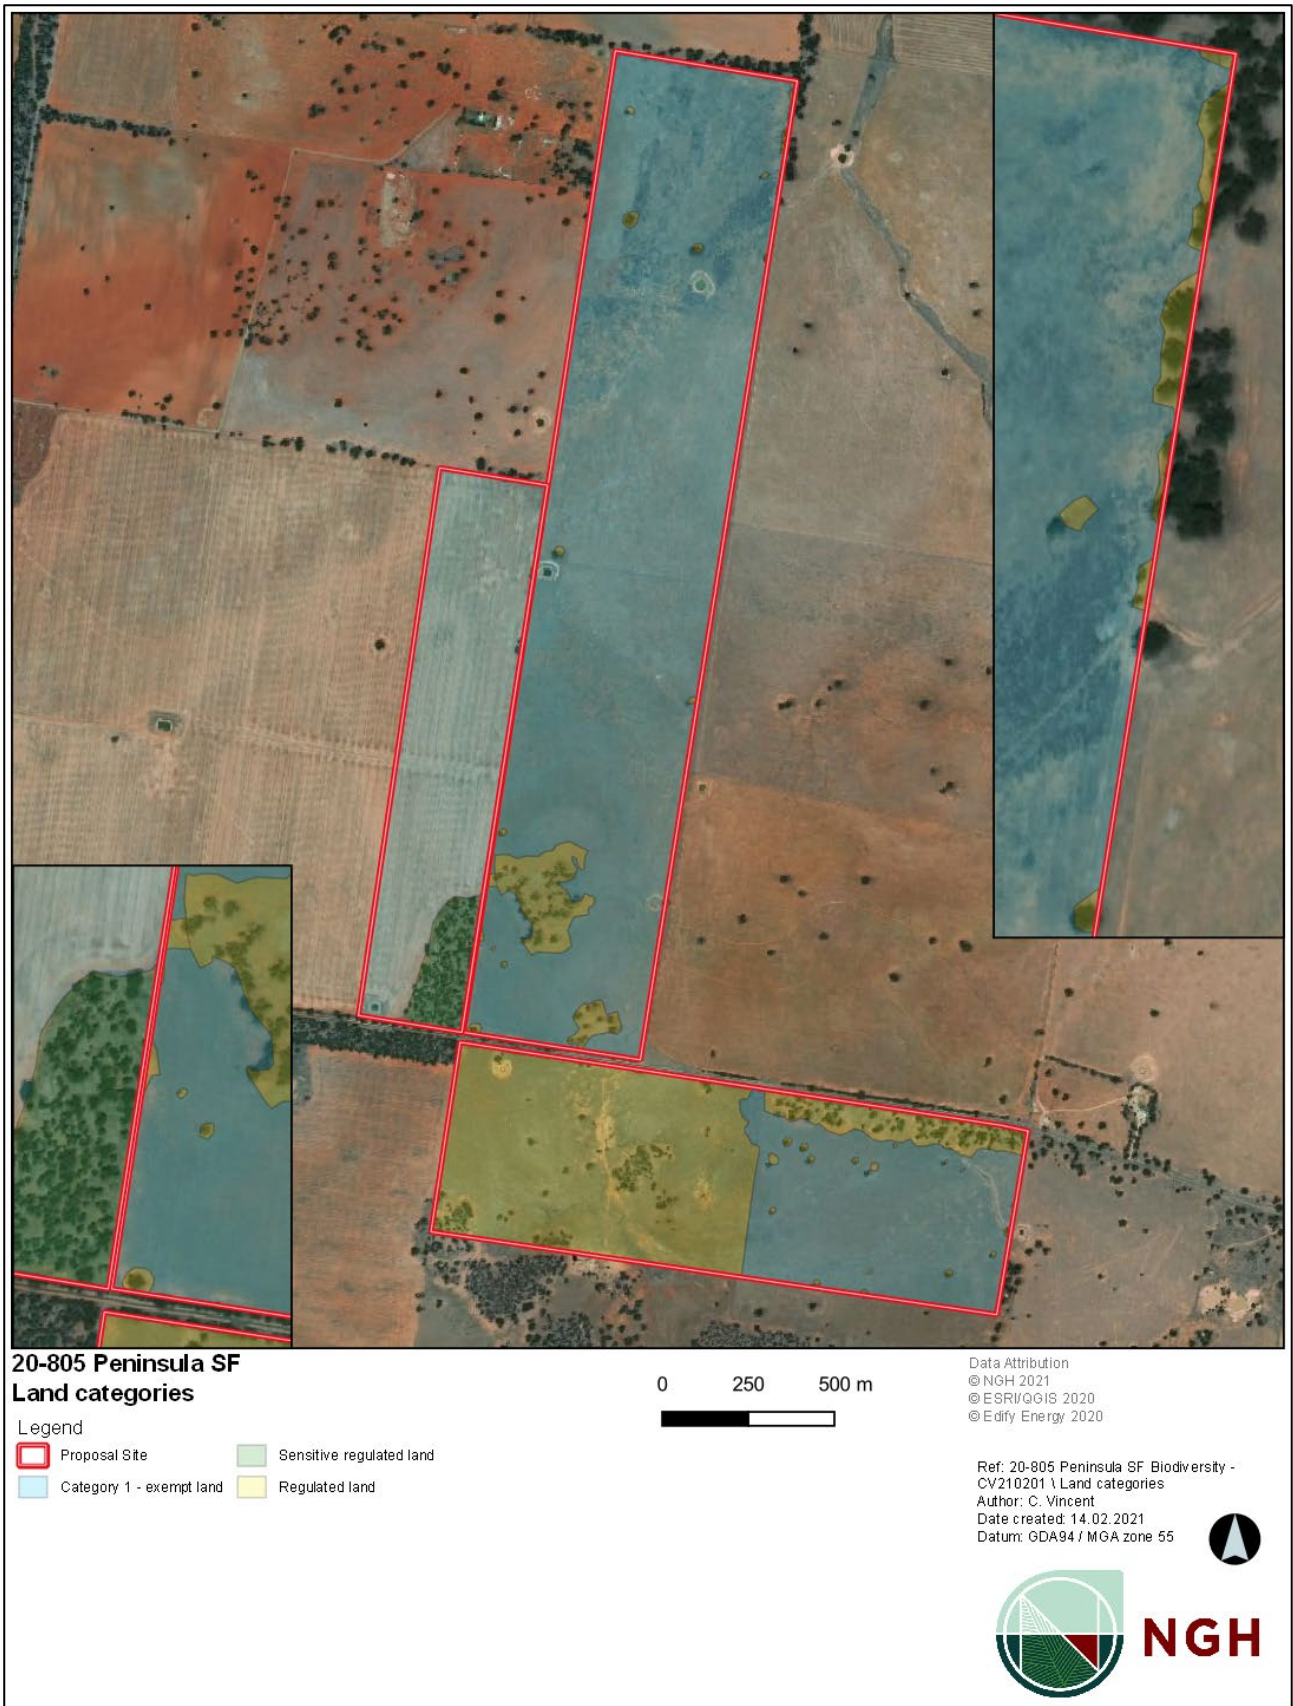 20-805 Peninsula SF
Land categories
Legend
Proposal Site
Sensitive regulated land
Category 1 - exempt land
Regulated land
0 250 500 m
Data Attribution
© NGH 2021
© ESRI/QGIS 2020
© Edify Energy 2020
Ref: 20-805 Peninsula SF Biodiversity -
CV210201 \ Land categories
Author: C. Vincent
Date created: 14.02.2021
Datum: GDA94 / MGA zone 55
NGH